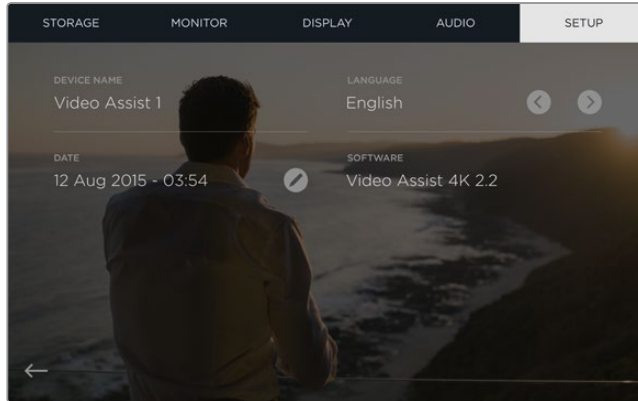 STORAGE MONITOR DISPLAY AUDIO SETUP
DEVICE NAME
Video Assist 1
LANGUAGE
English
DATE
12 Aug 2015 - 03:54
SOFTWARE
Video Assist 4K 2.2